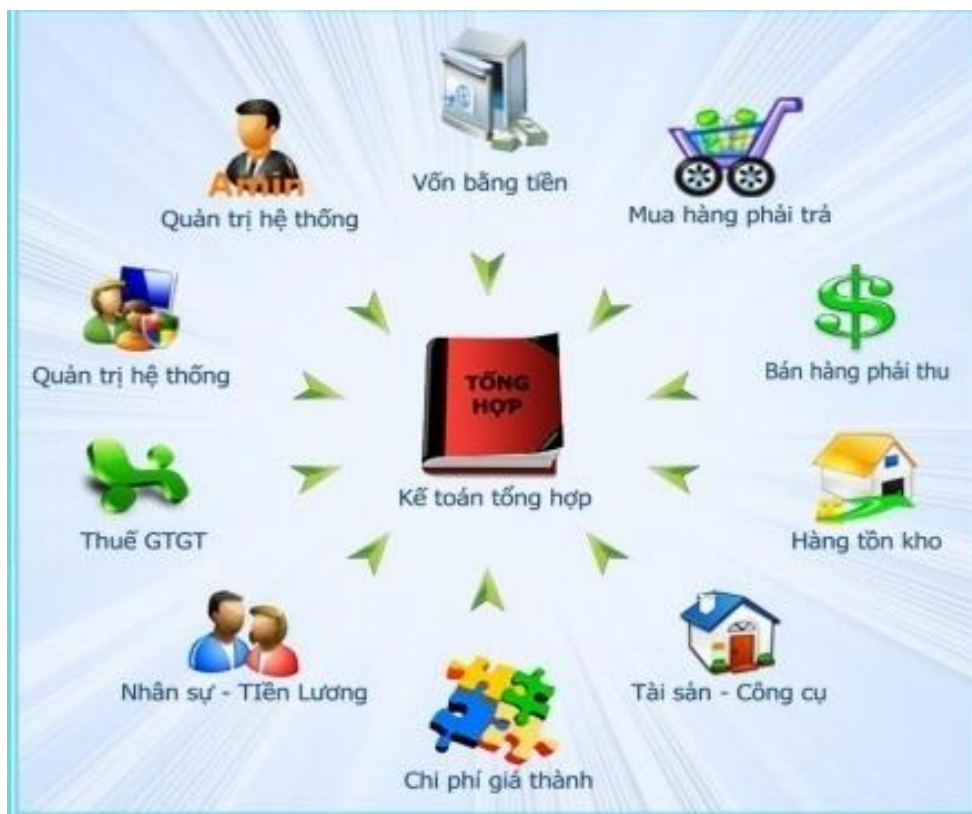 Vốn bằng tiền
Amin
Quản trị hệ thống
Mua hàng phải trả
Quản trị hệ thống
Bán hàng phải thu
TỔNG
HỢP
Kế toán tổng hợp
Thuế GTGT
Hàng tồn kho
Nhân sự - TIền Lương
Tài sản - Công cụ
Chi phí giá thành